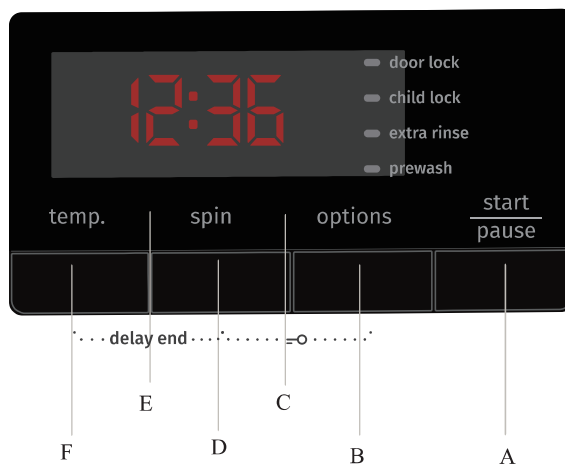 12:36
door lock
child lock
extra rinse
prewash
temp.
spin
options
start
pause
delay end
E
C
F
D
B
A